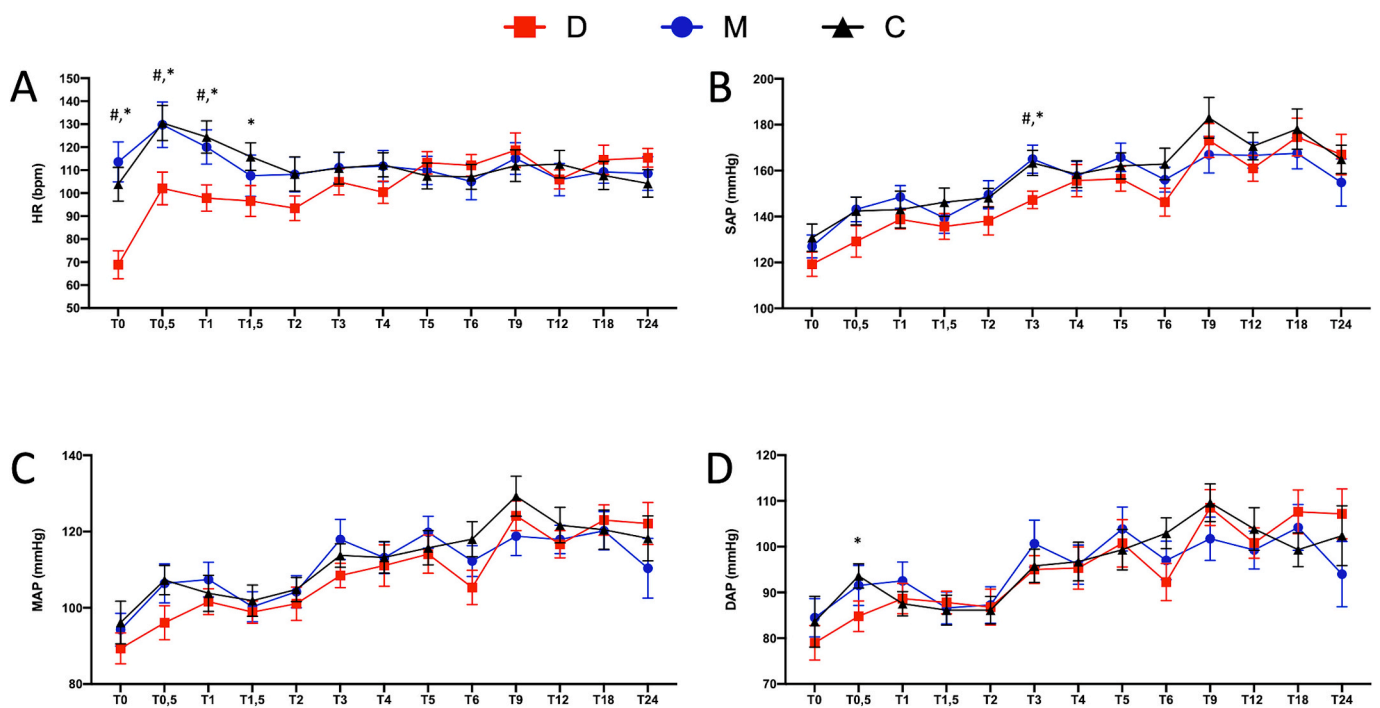 D M C
A
HR (bpm)
150
140
130
120
110
100
90
80
70
60
50
#,*
#,*
#,*
*
T0 T0,5 T1 T1,5 T2 T3 T4 T5 T6 T9 T12 T18 T24
B
SAP (mmHg)
200
180
160
140
120
100
#,*
T0 T0,5 T1 T1,5 T2 T3 T4 T5 T6 T9 T12 T18 T24
C
MAP (mmHg)
140
120
100
80
T0 T0,5 T1 T1,5 T2 T3 T4 T5 T6 T9 T12 T18 T24
D
DAP (mmHg)
120
110
100
90
80
70
*
T0 T0,5 T1 T1,5 T2 T3 T4 T5 T6 T9 T12 T18 T24